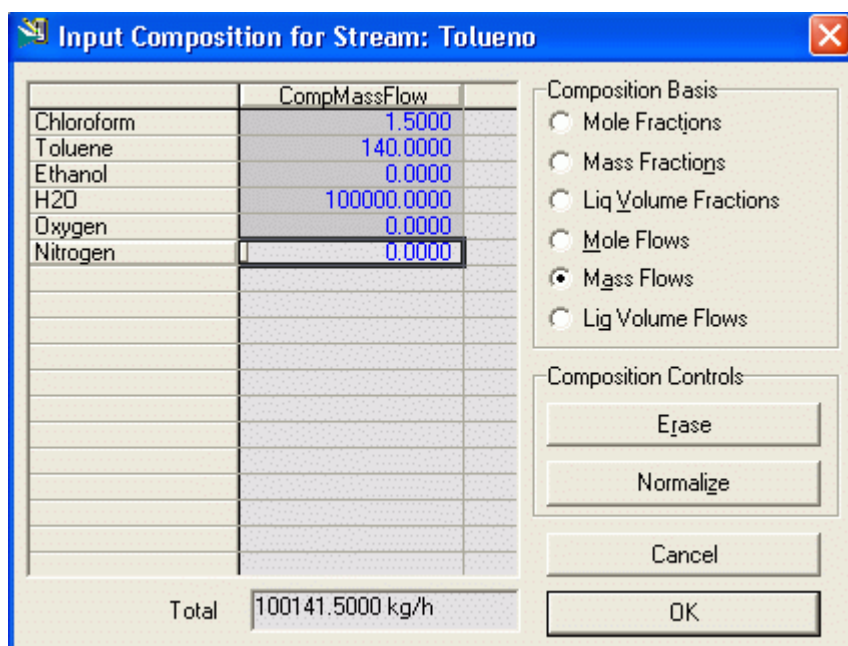 Input Composition for Stream: Tolueno
CompMassFlow
Chloroform 1.5000
Toluene 140.0000
Ethanol 0.0000
H2O 100000.0000
Oxygen 0.0000
Nitrogen 0.0000
Total 100141.5000 kg/h
Composition Basis
Mole Fractions
Mass Fractions
Liq Volume Fractions
Mole Flows
Mass Flows
Liq Volume Flows
Composition Controls
Erase
Normalize
Cancel
OK